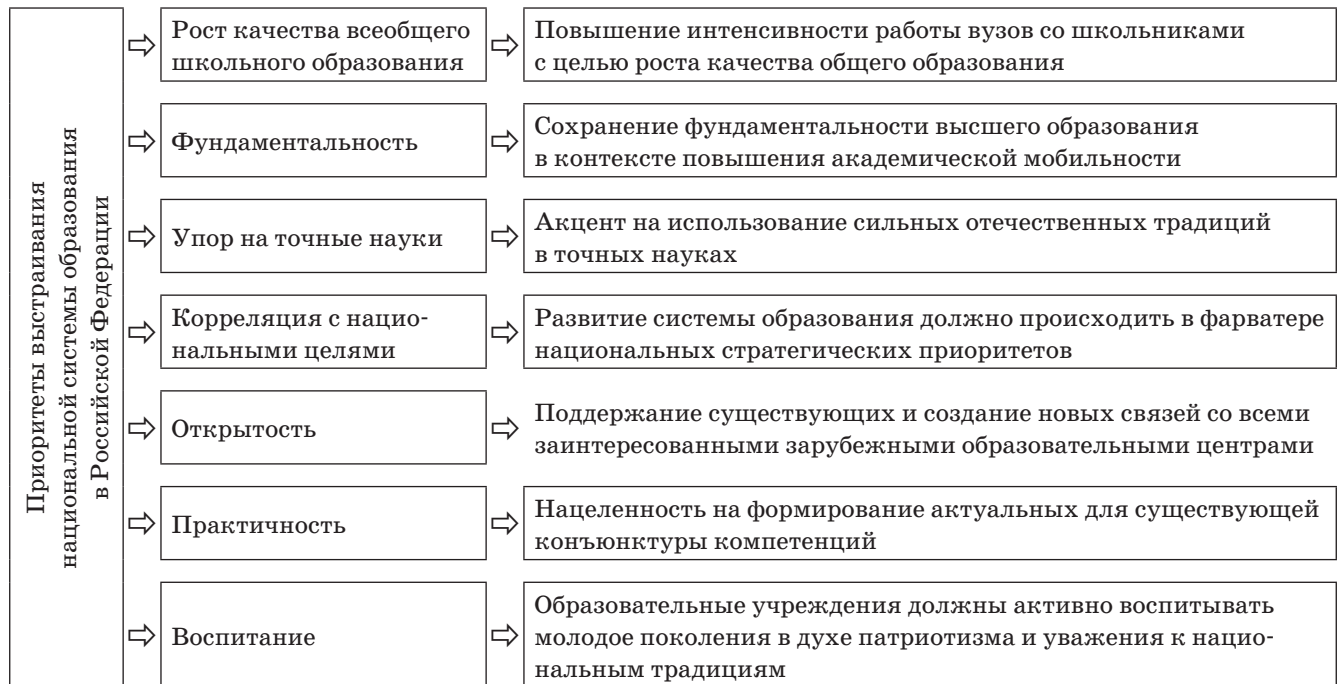 Приоритеты выстраивания
национальной системы образования
в Российской Федерации
Рост качества всеобщего
школьного образования
Повышение интенсивности работы вузов со школьниками
с целью роста качества общего образования
Фундаментальность
Сохранение фундаментальности высшего образования
в контексте повышения академической мобильности
Упор на точные науки
Акцент на использование сильных отечественных традиций
в точных науках
Корреляция с нацио-
нальными целями
Развитие системы образования должно происходить в фарватере
национальных стратегических приоритетов
Открытость
Поддержание существующих и создание новых связей со всеми
заинтересованными зарубежными образовательными центрами
Практичность
Нацеленность на формирование актуальных для существующей
конъюнктуры компетенций
Воспитание
Образовательные учреждения должны активно воспитывать
молодое поколения в духе патриотизма и уважения к нацио-
нальным традициям